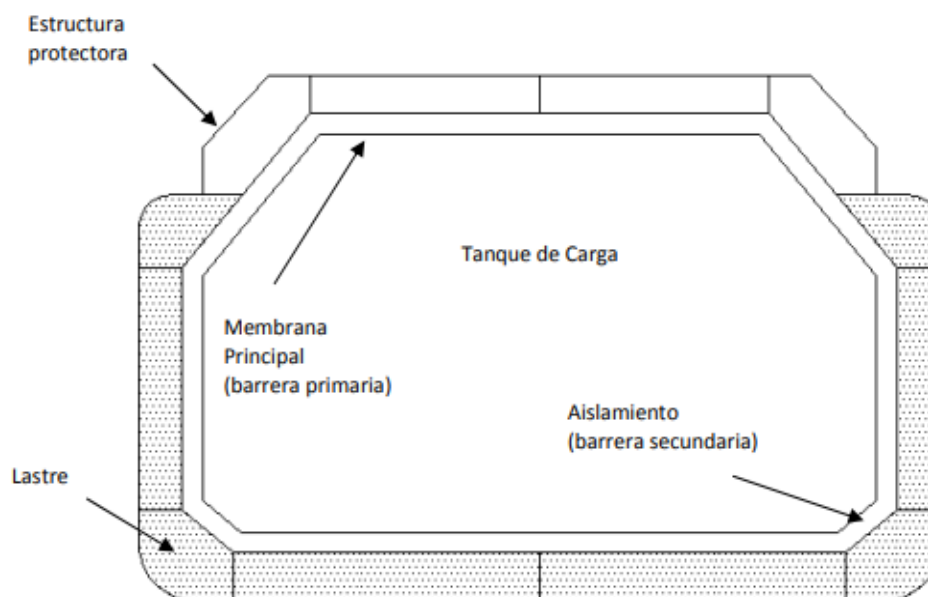 Estructura
protectora
Tanque de Carga
Membrana
Principal
(barrera primaria)
Aislamiento
(barrera secundaria)
Lastre